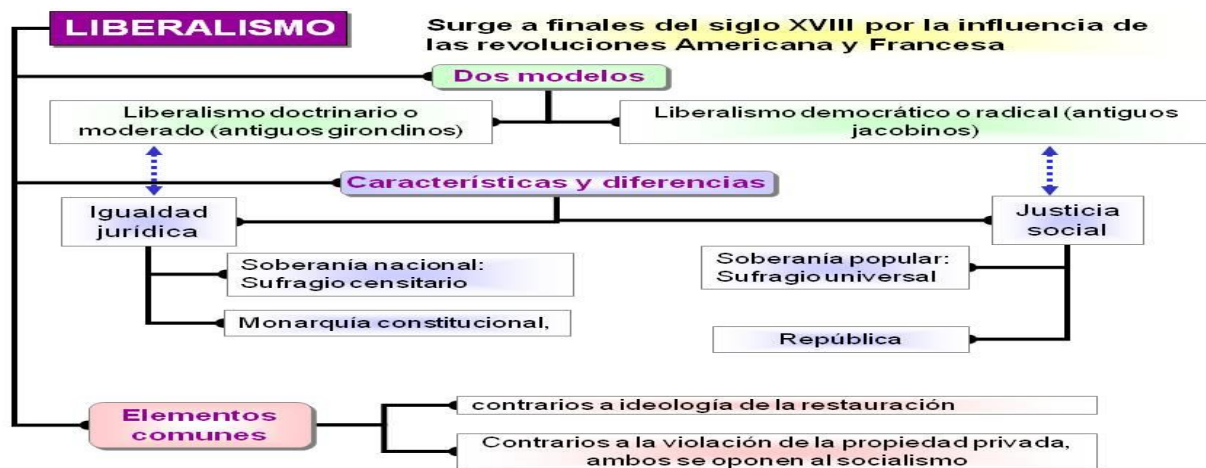 LIBERALISMO
Surge a finales del siglo XVIII por la influencia de
las revoluciones Americana y Francesa
Dos modelos
Liberalismo doctrinario o
moderado (antiguos girondinos)
Liberalismo democrático o radical (antiguos
jacobinos)
Características y diferencias
Igualdad
jurídica
Justicia
social
Soberanía nacional:
Sufragio censitario
Soberanía popular:
Sufragio universal
Monarquía constitucional,
República
Elementos
comunes
contrarios a ideología de la restauración
Contrarios a la violación de la propiedad privada,
ambos se oponen al socialismo